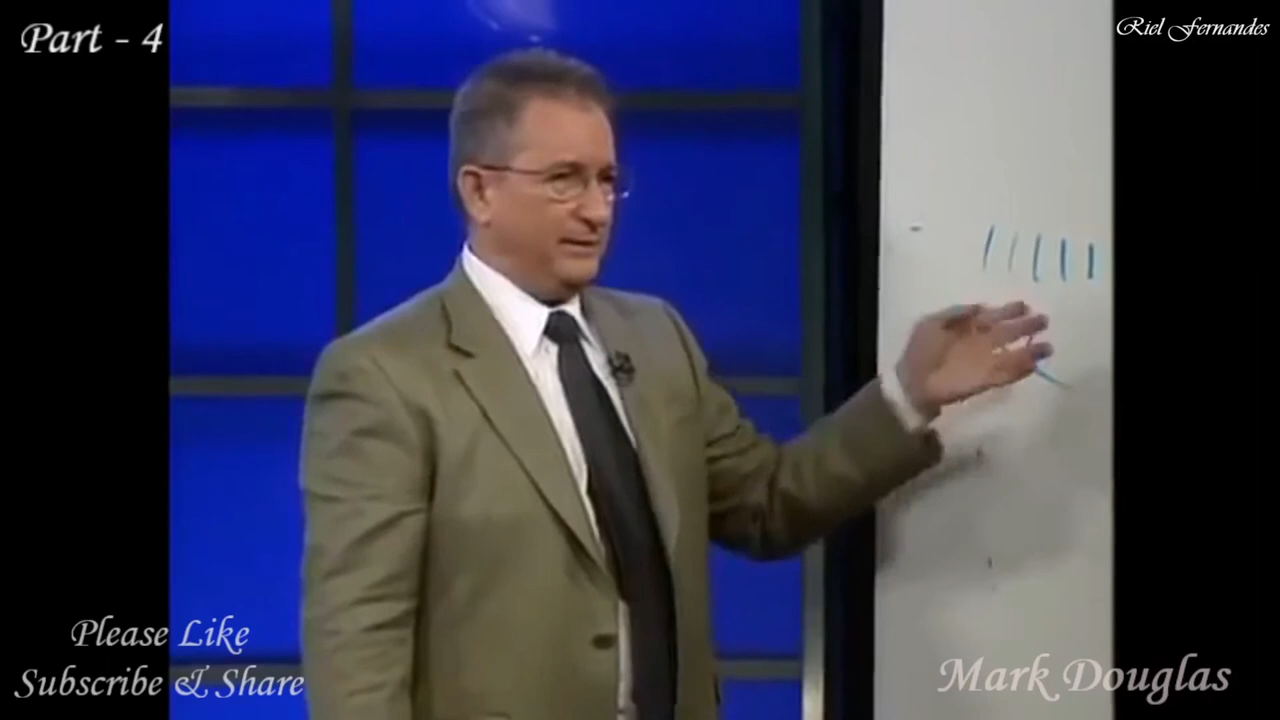 Part - 4
Riel Fernandes
Please Like
Subscribe & Share
Mark Douglas